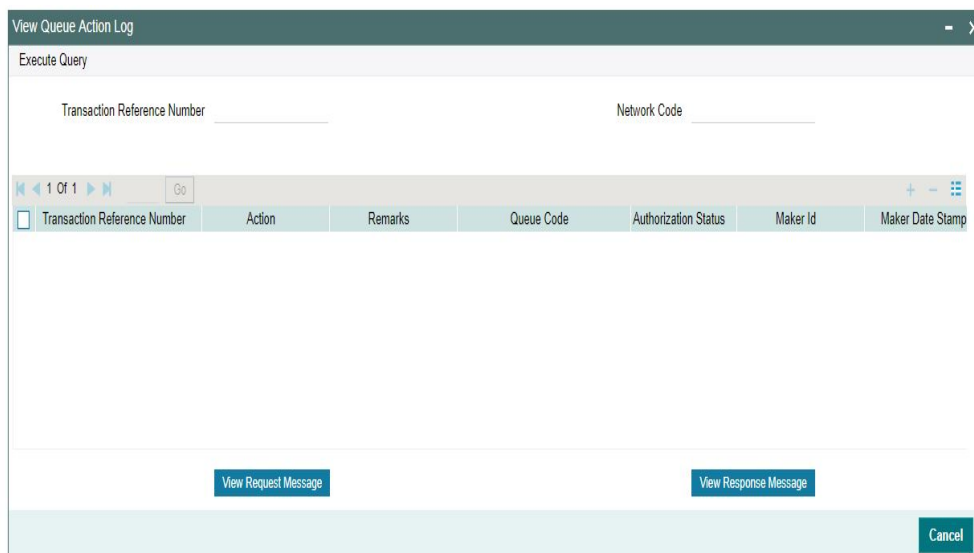 View Queue Action Log
Execute Query
Transaction Reference Number Network Code
1 Of 1 Go
Transaction Reference Number Action Remarks Queue Code Authorization Status Maker Id Maker Date Stamp
View Request Message View Response Message
Cancel